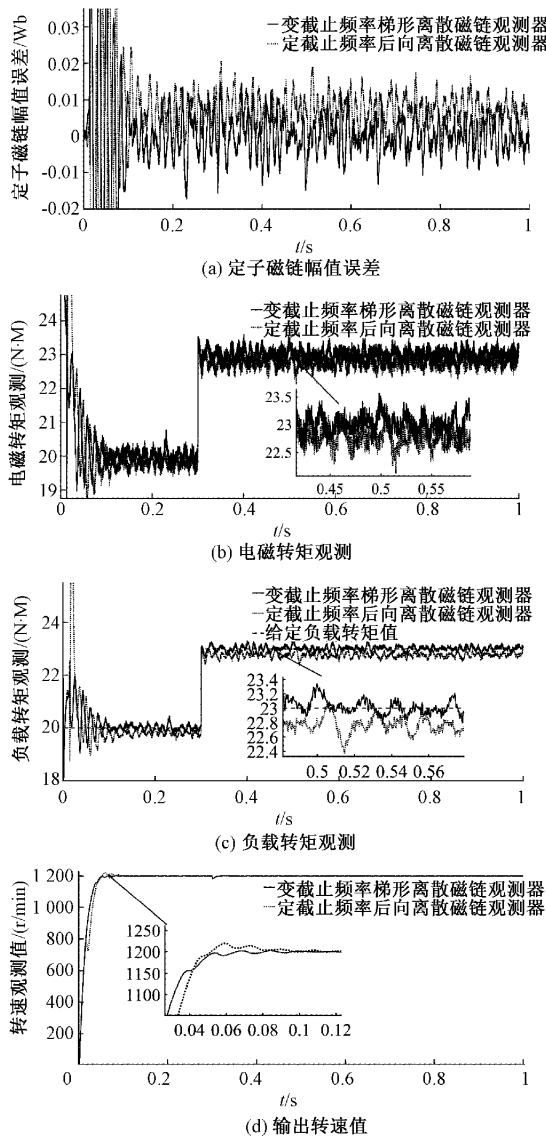 定子磁链幅值误差/Wb
0.03
0.02
0.01
0
-0.01
-0.02
变截止频率梯形离散磁链观测器
定截止频率后向离散磁链观测器
0 0.2 0.4 0.6 0.8 1
t/s
(a) 定子磁链幅值误差
电磁转矩观测/(N·M)
24
23
22
21
20
19
变截止频率梯形离散磁链观测器
定截止频率后向离散磁链观测器
23.5
23
22.5
0.45 0.5 0.55
0 0.2 0.4 0.6 0.8 1
t/s
(b) 电磁转矩观测
负载转矩观测/(N·M)
24
22
20
18
变截止频率梯形离散磁链观测器
定截止频率后向离散磁链观测器
给定负载转矩值
23.4
23.2
23
22.8
22.6
22.4
0.5 0.52 0.54 0.56
0 0.2 0.4 0.6 0.8 1
t/s
(c) 负载转矩观测
转速观测值/(r/min)
1 200
1 000
800
600
400
200
变截止频率梯形离散磁链观测器
定截止频率后向离散磁链观测器
1250
1200
1150
1100
0.04 0.06 0.08 0.1 0.12
0 0.2 0.4 0.6 0.8 1
t/s
(d) 输出转速值